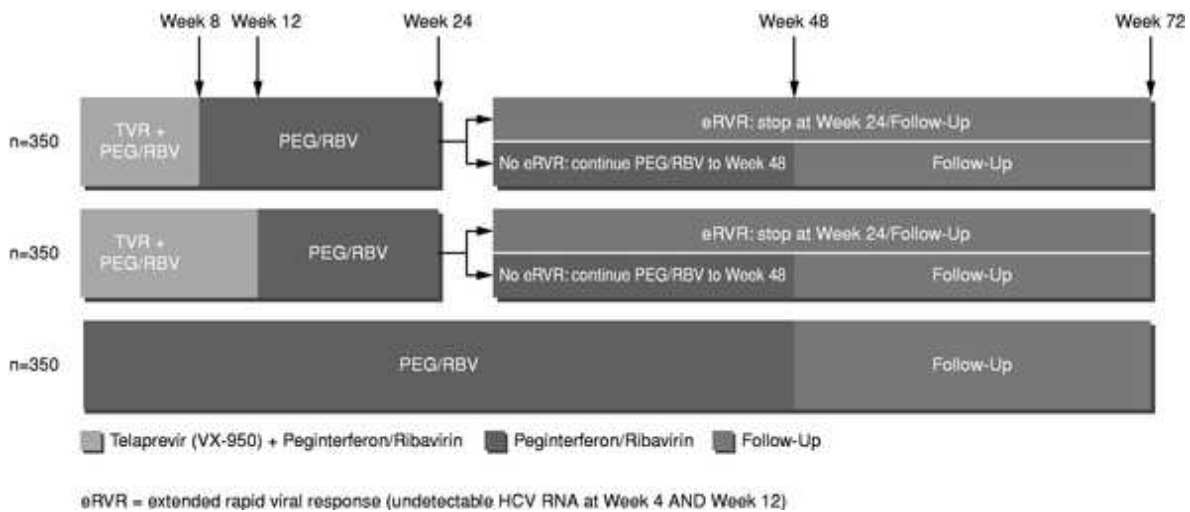 Week 8 Week 12 Week 24 Week 48 Week 72
n=350
TVR +
PEG/RBV
PEG/RBV
eRVR: stop at Week 24/Follow-Up
No eRVR: continue PEG/RBV to Week 48
Follow-Up
n=350
TVR +
PEG/RBV
PEG/RBV
eRVR: stop at Week 24/Follow-Up
No eRVR: continue PEG/RBV to Week 48
Follow-Up
n=350
PEG/RBV
Follow-Up
Telaprevir (VX-950) + Peginterferon/Ribavirin Peginterferon/Ribavirin Follow-Up
eRVR = extended rapid viral response (undetectable HCV RNA at Week 4 AND Week 12)